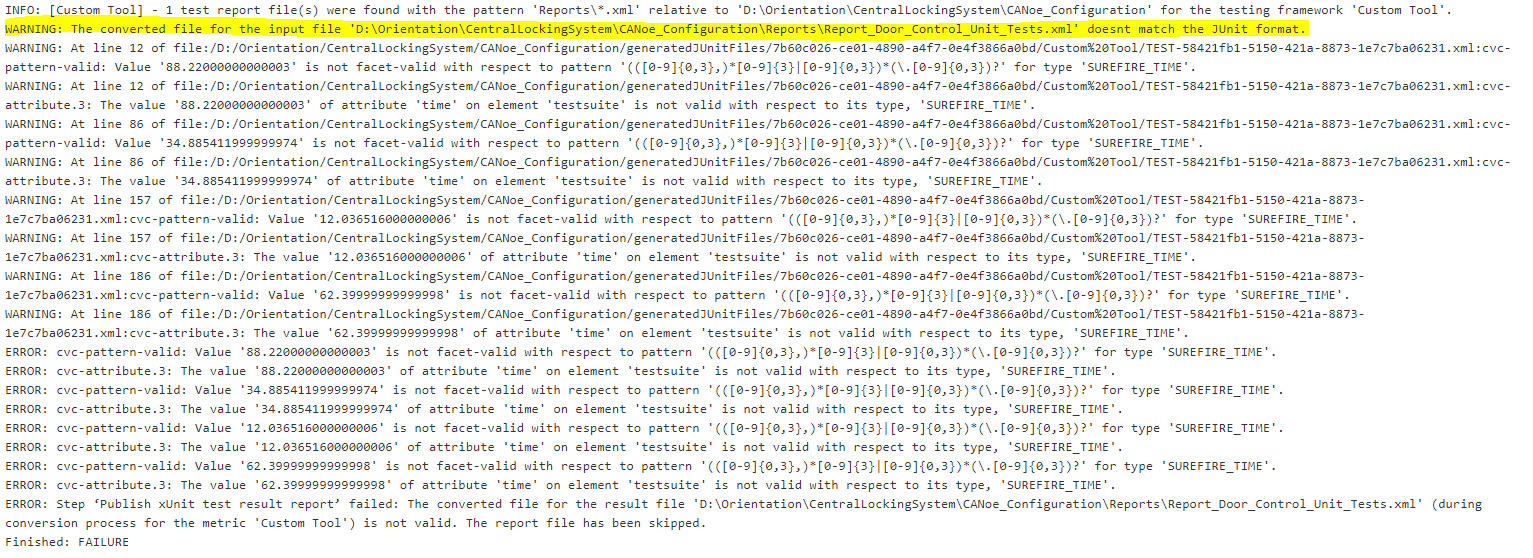 INFO: [Custom Tool] - 1 test report file(s) were found with the pattern 'Reports\*.xml' relative to 'D:\Orientation\CentralLockingSystem\CANoe_Configuration' for the testing framework 'Custom Tool'.
WARNING: The converted file for the input file 'D:\Orientation\CentralLockingSystem\CANoe_Configuration\Reports\Report_Door_Control_Unit_Tests.xml' doesnt match the JUnit format.
WARNING: At line 12 of file:/D:/Orientation/CentralLockingSystem/CANoe_Configuration/generatedJUnitFiles/7b60c026-ce01-4890-a4f7-0e4f3866a0bd/Custom%20Tool/TEST-58421fb1-5150-421a-8873-1e7c7ba06231.xml:cvc-
pattern-valid: Value '88.22000000000003' is not facet-valid with respect to pattern '(([0-9]{0,3},)*[0-9]{3}|[0-9]{0,3})*(\.[0-9]{0,3})?' for type 'SUREFIRE_TIME'.
WARNING: At line 12 of file:/D:/Orientation/CentralLockingSystem/CANoe_Configuration/generatedJUnitFiles/7b60c026-ce01-4890-a4f7-0e4f3866a0bd/Custom%20Tool/TEST-58421fb1-5150-421a-8873-1e7c7ba06231.xml:cvc-
attribute.3: The value '88.22000000000003' of attribute 'time' on element 'testsuite' is not valid with respect to its type, 'SUREFIRE_TIME'.
WARNING: At line 86 of file:/D:/Orientation/CentralLockingSystem/CANoe_Configuration/generatedJUnitFiles/7b60c026-ce01-4890-a4f7-0e4f3866a0bd/Custom%20Tool/TEST-58421fb1-5150-421a-8873-1e7c7ba06231.xml:cvc-
pattern-valid: Value '34.885411999999974' is not facet-valid with respect to pattern '(([0-9]{0,3},)*[0-9]{3}|[0-9]{0,3})*(\.[0-9]{0,3})?' for type 'SUREFIRE_TIME'.
WARNING: At line 86 of file:/D:/Orientation/CentralLockingSystem/CANoe_Configuration/generatedJUnitFiles/7b60c026-ce01-4890-a4f7-0e4f3866a0bd/Custom%20Tool/TEST-58421fb1-5150-421a-8873-1e7c7ba06231.xml:cvc-
attribute.3: The value '34.885411999999974' of attribute 'time' on element 'testsuite' is not valid with respect to its type, 'SUREFIRE_TIME'.
WARNING: At line 157 of file:/D:/Orientation/CentralLockingSystem/CANoe_Configuration/generatedJUnitFiles/7b60c026-ce01-4890-a4f7-0e4f3866a0bd/Custom%20Tool/TEST-58421fb1-5150-421a-8873-
1e7c7ba06231.xml:cvc-pattern-valid: Value '12.036516000000006' is not facet-valid with respect to pattern '(([0-9]{0,3},)*[0-9]{3}|[0-9]{0,3})*(\.[0-9]{0,3})?' for type 'SUREFIRE_TIME'.
WARNING: At line 157 of file:/D:/Orientation/CentralLockingSystem/CANoe_Configuration/generatedJUnitFiles/7b60c026-ce01-4890-a4f7-0e4f3866a0bd/Custom%20Tool/TEST-58421fb1-5150-421a-8873-
1e7c7ba06231.xml:cvc-attribute.3: The value '12.036516000000006' of attribute 'time' on element 'testsuite' is not valid with respect to its type, 'SUREFIRE_TIME'.
WARNING: At line 186 of file:/D:/Orientation/CentralLockingSystem/CANoe_Configuration/generatedJUnitFiles/7b60c026-ce01-4890-a4f7-0e4f3866a0bd/Custom%20Tool/TEST-58421fb1-5150-421a-8873-
1e7c7ba06231.xml:cvc-pattern-valid: Value '62.39999999999998' is not facet-valid with respect to pattern '(([0-9]{0,3},)*[0-9]{3}|[0-9]{0,3})*(\.[0-9]{0,3})?' for type 'SUREFIRE_TIME'.
WARNING: At line 186 of file:/D:/Orientation/CentralLockingSystem/CANoe_Configuration/generatedJUnitFiles/7b60c026-ce01-4890-a4f7-0e4f3866a0bd/Custom%20Tool/TEST-58421fb1-5150-421a-8873-
1e7c7ba06231.xml:cvc-attribute.3: The value '62.39999999999998' of attribute 'time' on element 'testsuite' is not valid with respect to its type, 'SUREFIRE_TIME'.
ERROR: cvc-pattern-valid: Value '88.22000000000003' is not facet-valid with respect to pattern '(([0-9]{0,3},)*[0-9]{3}|[0-9]{0,3})*(\.[0-9]{0,3})?' for type 'SUREFIRE_TIME'.
ERROR: cvc-attribute.3: The value '88.22000000000003' of attribute 'time' on element 'testsuite' is not valid with respect to its type, 'SUREFIRE_TIME'.
ERROR: cvc-pattern-valid: Value '34.885411999999974' is not facet-valid with respect to pattern '(([0-9]{0,3},)*[0-9]{3}|[0-9]{0,3})*(\.[0-9]{0,3})?' for type 'SUREFIRE_TIME'.
ERROR: cvc-attribute.3: The value '34.885411999999974' of attribute 'time' on element 'testsuite' is not valid with respect to its type, 'SUREFIRE_TIME'.
ERROR: cvc-pattern-valid: Value '12.036516000000006' is not facet-valid with respect to pattern '(([0-9]{0,3},)*[0-9]{3}|[0-9]{0,3})*(\.[0-9]{0,3})?' for type 'SUREFIRE_TIME'.
ERROR: cvc-attribute.3: The value '12.036516000000006' of attribute 'time' on element 'testsuite' is not valid with respect to its type, 'SUREFIRE_TIME'.
ERROR: cvc-pattern-valid: Value '62.39999999999998' is not facet-valid with respect to pattern '(([0-9]{0,3},)*[0-9]{3}|[0-9]{0,3})*(\.[0-9]{0,3})?' for type 'SUREFIRE_TIME'.
ERROR: cvc-attribute.3: The value '62.39999999999998' of attribute 'time' on element 'testsuite' is not valid with respect to its type, 'SUREFIRE_TIME'.
ERROR: Step ‘Publish xUnit test result report’ failed: The converted file for the result file 'D:\Orientation\CentralLockingSystem\CANoe_Configuration\Reports\Report_Door_Control_Unit_Tests.xml' (during
conversion process for the metric 'Custom Tool') is not valid. The report file has been skipped.
Finished: FAILURE